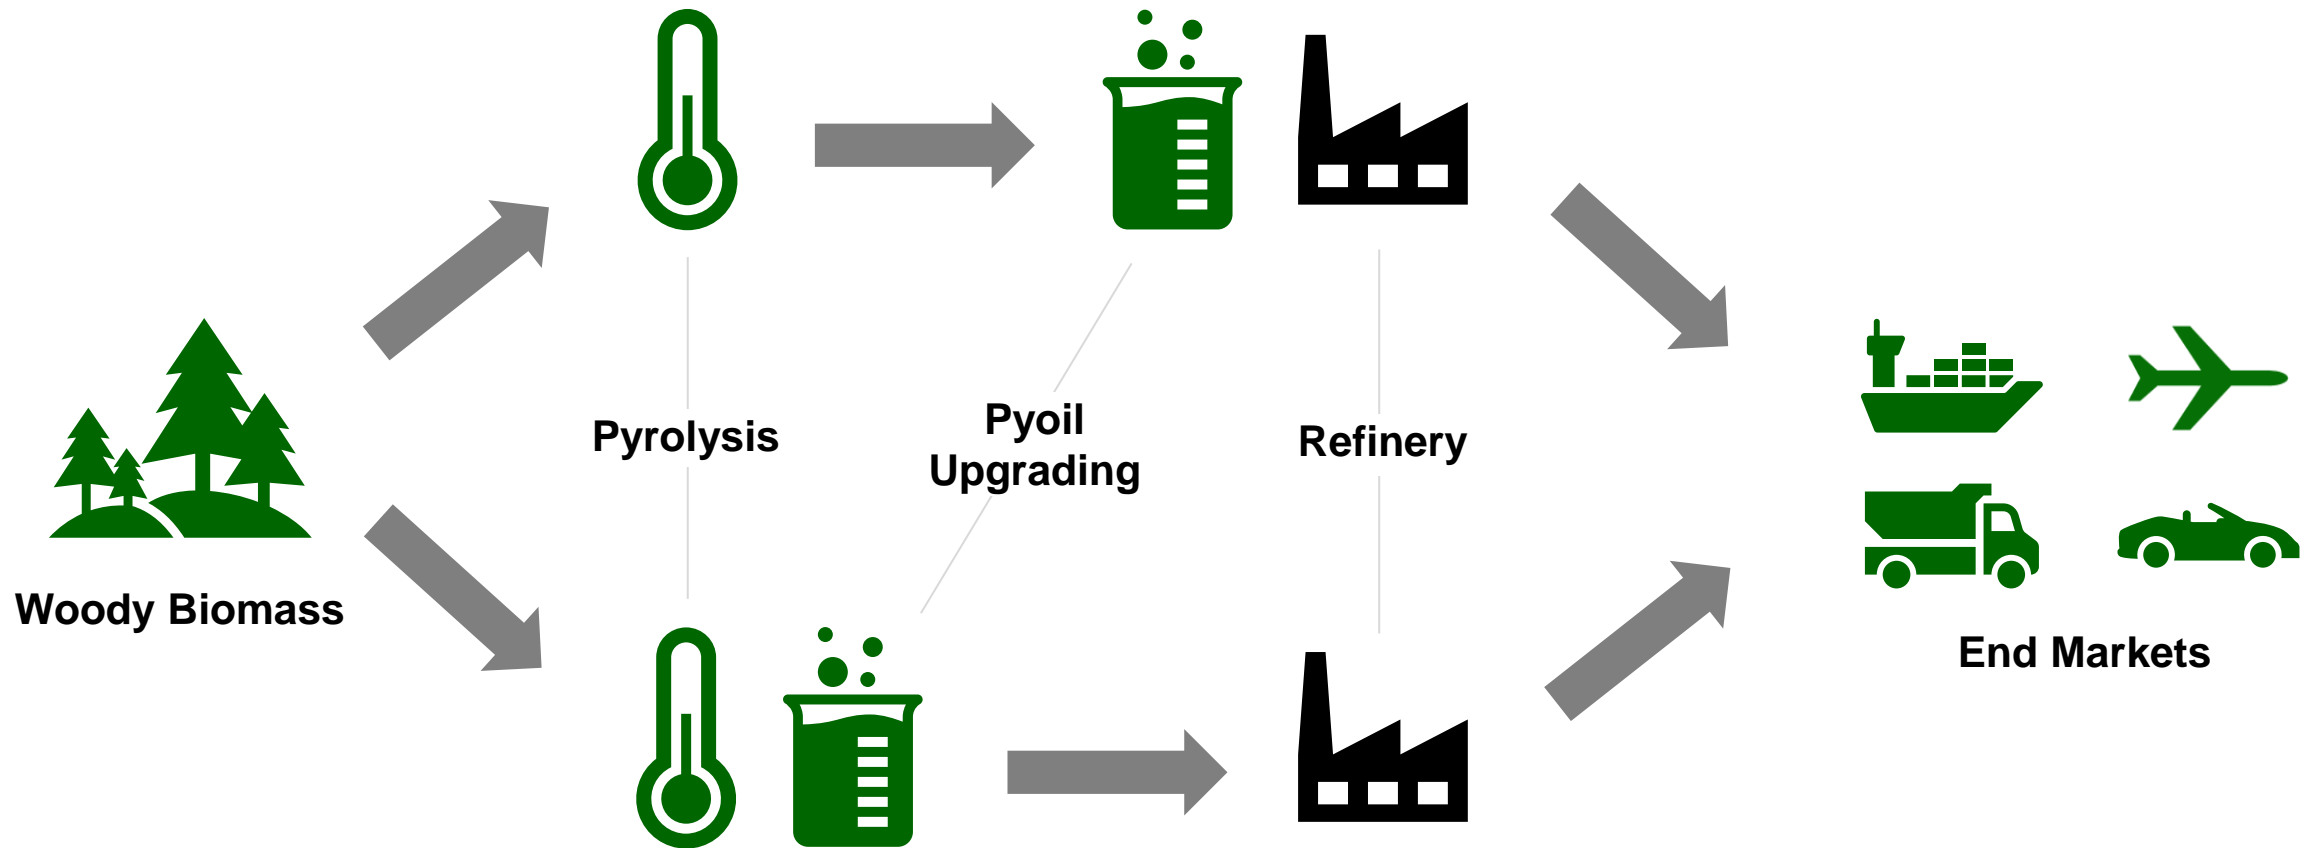 Pyrolysis
Pyoil
Upgrading
Refinery
Woody Biomass
End Markets